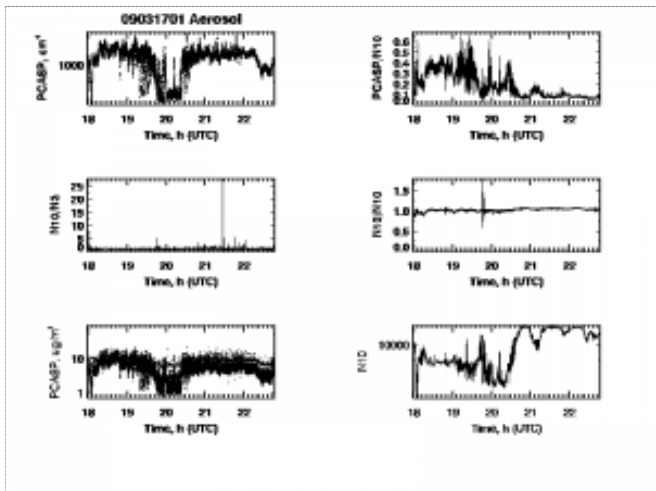 09031701 Aerosol
PCASP, cm
1000
18 19 20 21 22
Time, h (UTC)
PCASP/N10
0.6
0.5
0.4
0.3
0.2
0.1
0.0
18 19 20 21 22
Time, h (UTC)
N10/N3
25
20
15
10
5
0
18 19 20 21 22
Time, h (UTC)
/N10
1.5
1.0
0.5
0.0
18 19 20 21 22
Time, h (UTC)
PCASP, ug/m³
10
1
18 19 20 21 22
Time, h (UTC)
N10
10000
18 19 20 21 22
Time, h (UTC)